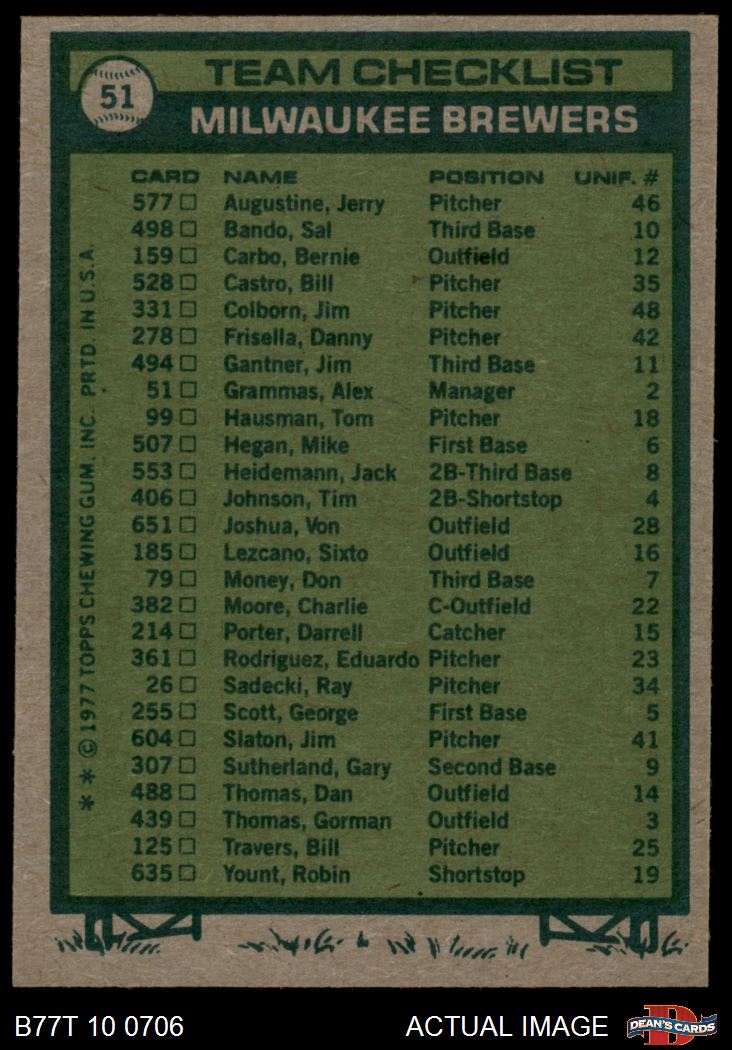 51
TEAM CHECKLIST
MILWAUKEE BREWERS
CARD NAME POSITION UNIF. #
577 Augustine, Jerry Pitcher 46
498 Bando, Sal Third Base 10
159 Carbo, Bernie Outfield 12
528 Castro, Bill Pitcher 35
331 Colborn, Jim Pitcher 48
278 Frisella, Danny Pitcher 42
494 Gantner, Jim Third Base 11
51 Grammas, Alex Manager 2
99 Hausman, Tom Pitcher 18
507 Hegan, Mike First Base 6
553 Heidemann, Jack 2B-Third Base 8
406 Johnson, Tim 2B-Shortstop 4
651 Joshua, Von Outfield 28
185 Lezcano, Sixto Outfield 16
79 Money, Don Third Base 7
382 Moore, Charlie C-Outfield 22
214 Porter, Darrell Catcher 15
361 Rodriguez, Eduardo Pitcher 23
26 Sadecki, Ray Pitcher 34
255 Scott, George First Base 5
604 Slaton, Jim Pitcher 41
307 Sutherland, Gary Second Base 9
488 Thomas, Dan Outfield 14
439 Thomas, Gorman Outfield 3
125 Travers, Bill Pitcher 25
635 Yount, Robin Shortstop 19
* * © 1977 TOPPS CHEWING GUM, INC. PRTD. IN U.S.A.
B77T 10 0706 ACTUAL IMAGE
D
DEAN'S CARDS